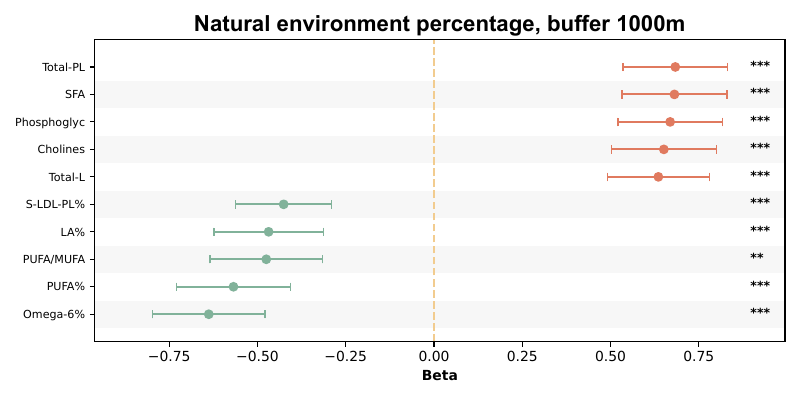 Natural environment percentage, buffer 1000m
Total-PL ***
SFA ***
Phosphoglyc ***
Cholines ***
Total-L ***
S-LDL-PL% ***
LA% ***
PUFA/MUFA **
PUFA% ***
Omega-6% ***
−0.75 −0.50 −0.25 0.00 0.25 0.50 0.75
Beta